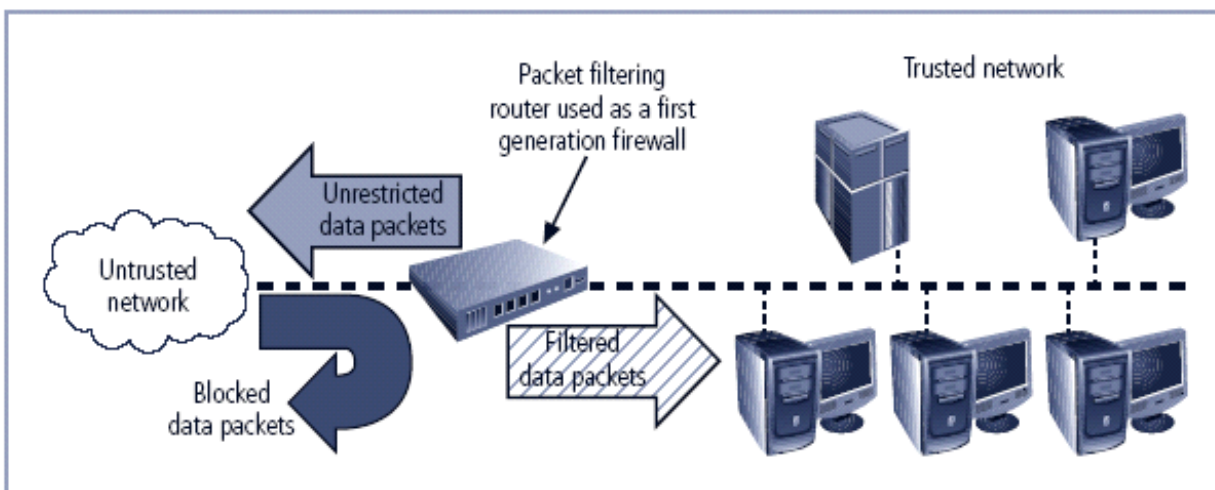 Packet filtering
router used as a first
generation firewall
Trusted network
Unrestricted
data packets
Untrusted
network
Filtered
data packets
Blocked
data packets